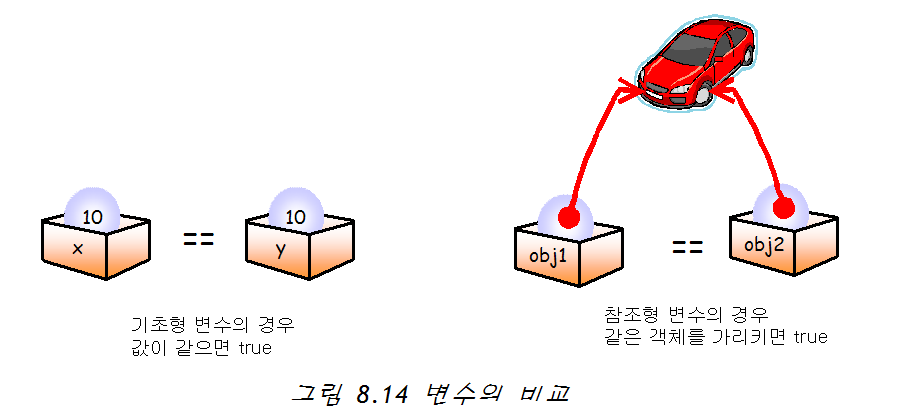 10
x
==
10
y
obj1
==
obj2
기초형 변수의 경우
값이 같으면 true
참조형 변수의 경우
같은 객체를 가리키면 true
그림 8.14 변수의 비교